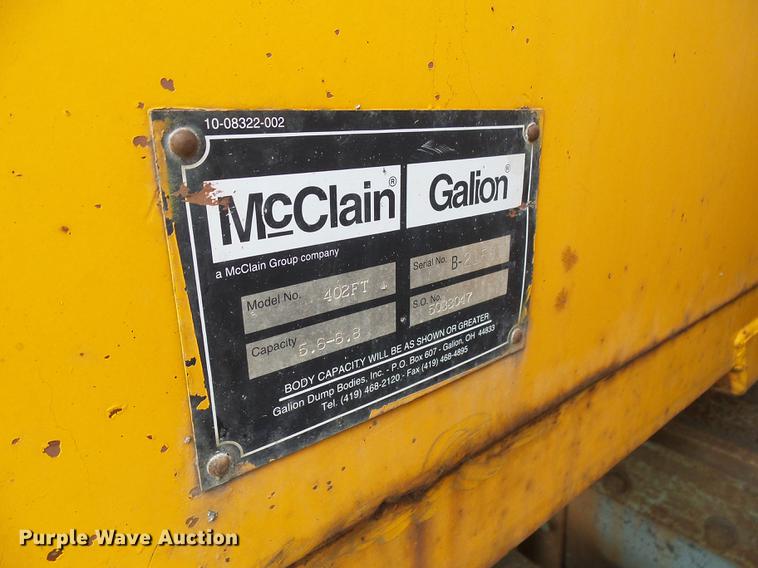 10-08322-002
McClain® Galion®
a McClain Group company
Model No. 402FT
Serial No.
Capacity 5.6-6.8
S.O. No. 5033047
BODY CAPACITY WILL BE AS SHOWN OR GREATER
Galion Dump Bodies, Inc. - P.O. Box 607 - Galion, OH 44833
Tel. (419) 468-2120 - Fax (419) 468-4895
Purple Wave Auction